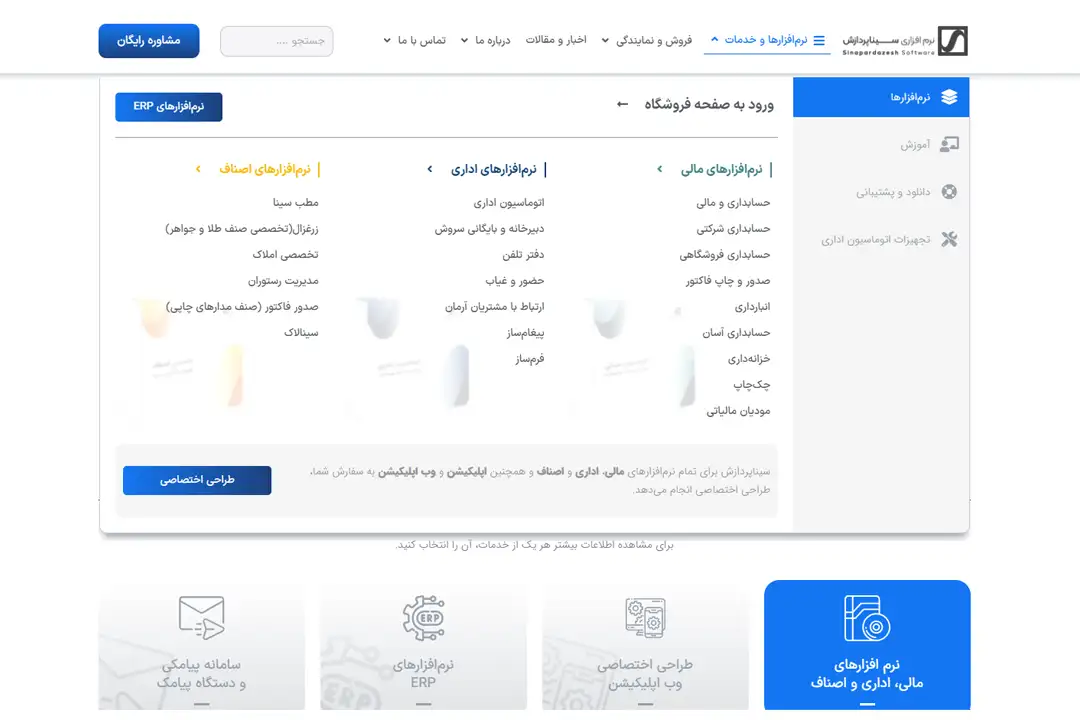 نرم افزاری سیناپردازش
Sinapardazesh Software
نرم‌افزارها و خدمات
فروش و نمایندگی
اخبار و مقالات
درباره ما
تماس با ما
جستجو ....
مشاوره رایگان
نرم‌افزارها
آموزش
دانلود و پشتیبانی
تجهیزات اتوماسیون اداری
ورود به صفحه فروشگاه ←
نرم‌افزارهای ERP
نرم‌افزارهای مالی
حسابداری و مالی
حسابداری شرکتی
حسابداری فروشگاهی
صدور و چاپ فاکتور
انبارداری
حسابداری آسان
خزانه‌داری
چک‌چاپ
مودیان مالیاتی
نرم‌افزارهای اداری
اتوماسیون اداری
دبیرخانه و بایگانی سروش
دفتر تلفن
حضور و غیاب
ارتباط با مشتریان آرمان
پیغام‌ساز
فرم‌ساز
نرم‌افزارهای اصناف
مطب سینا
زرغزال(تخصصی صنف طلا و جواهر)
تخصصی املاک
مدیریت رستوران
صدور فاکتور (صنف مدارهای چاپی)
سینالاک
سیناپردازش برای تمام نرم‌افزارهای مالی، اداری و اصناف و همچنین اپلیکیشن و وب اپلیکیشن به سفارش شما،
طراحی اختصاصی انجام می‌دهد.
طراحی اختصاصی
برای مشاهده اطلاعات بیشتر هر یک از خدمات، آن را انتخاب کنید.
نرم افزارهای
مالی، اداری و اصناف
طراحی اختصاصی
وب اپلیکیشن
ERP
نرم‌افزارهای
ERP
سامانه پیامکی
و دستگاه پیامک